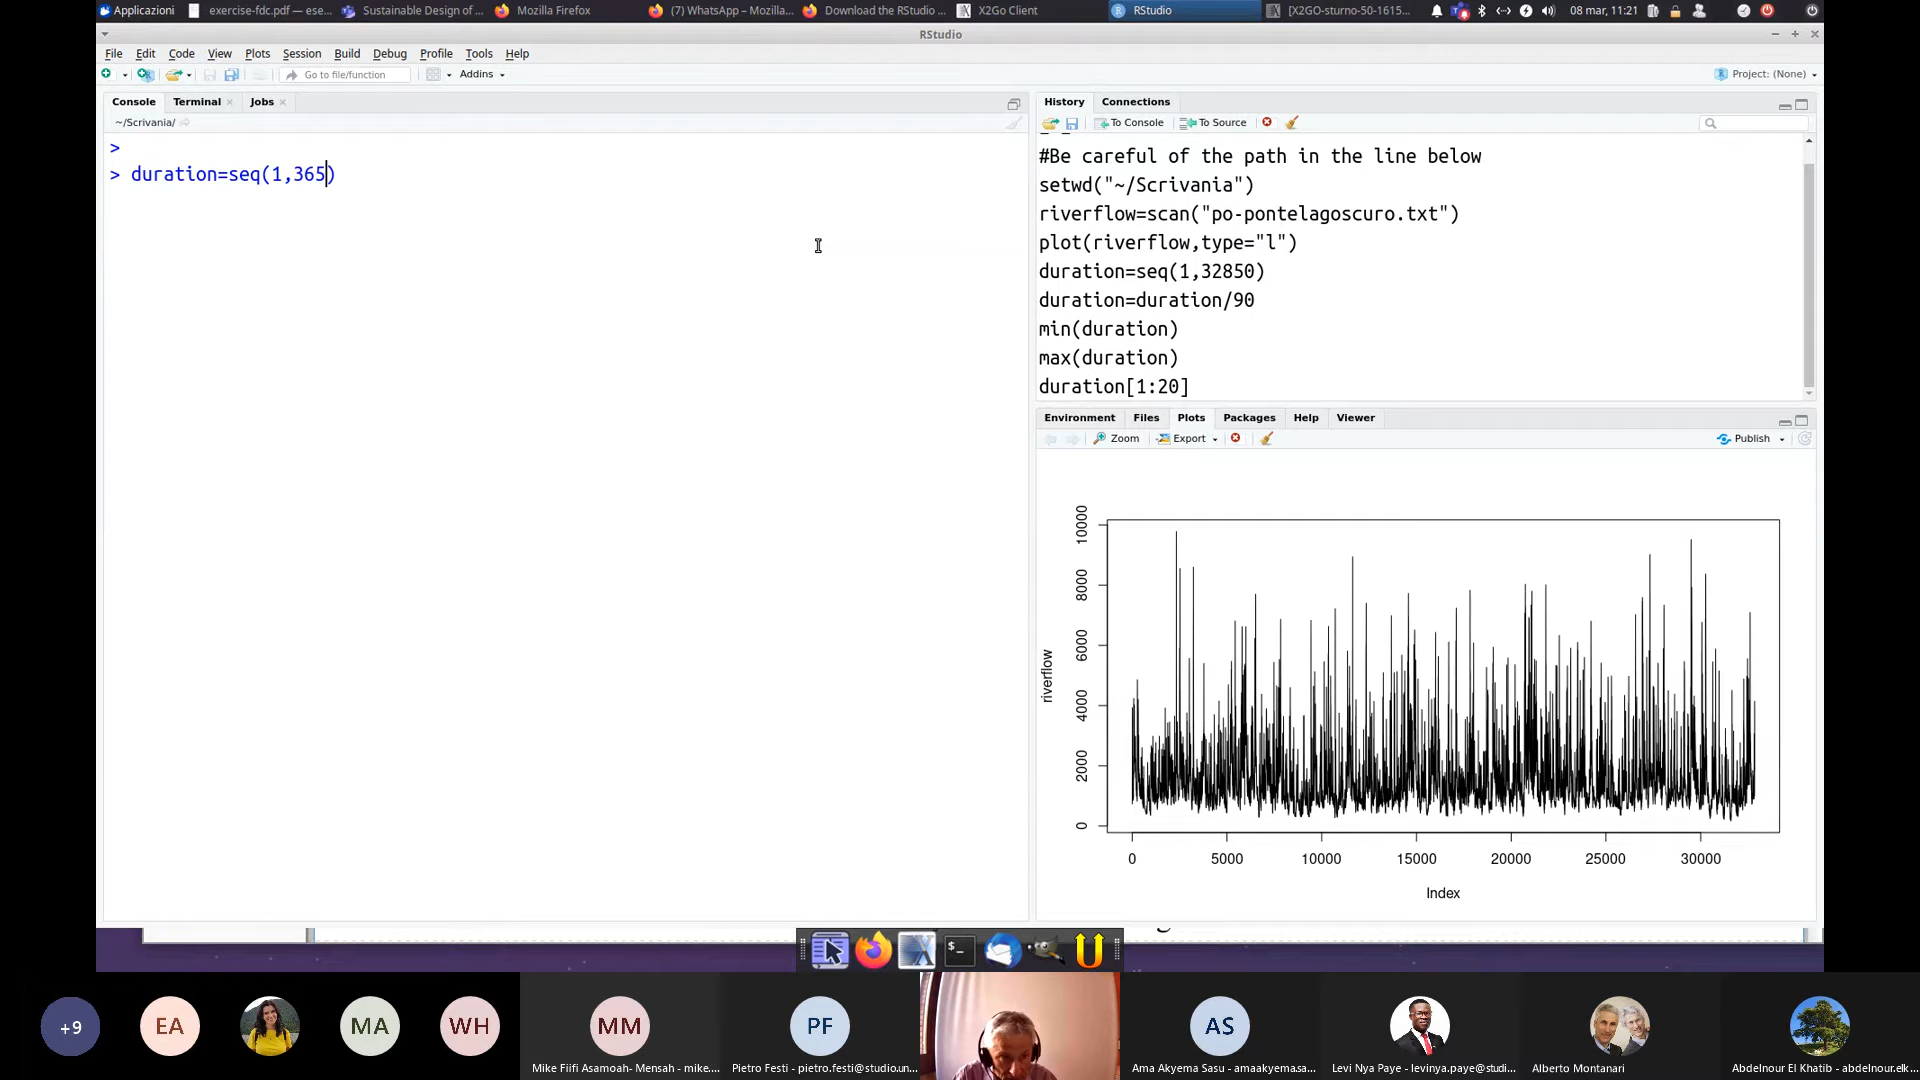 Applicazioni
exercise-fdc.pdf — ese...
Sustainable Design of ...
Mozilla Firefox
(7) WhatsApp – Mozilla...
Download the RStudio ...
X2Go Client
RStudio
[X2GO-sturno-50-1615...
08 mar, 11:21
RStudio
File Edit Code View Plots Session Build Debug Profile Tools Help
Go to file/function
Addins
Project: (None)
Console Terminal Jobs
~/Scrivania/
>
> duration=seq(1,365)
History Connections
To Console To Source
#Be careful of the path in the line below
setwd("~/Scrivania")
riverflow=scan("po-pontelagoscuro.txt")
plot(riverflow,type="l")
duration=seq(1,32850)
duration=duration/90
min(duration)
max(duration)
duration[1:20]
Environment Files Plots Packages Help Viewer
Zoom Export Publish
10000
8000
6000
4000
2000
0
riverflow
0 5000 10000 15000 20000 25000 30000
Index
+9
EA
MA
WH
MM
PF
AS
Mike Fiifi Asamoah- Mensah - mike....
Pietro Festi - pietro.festi@studio.un...
Ama Akyema Sasu - amaakyema.sa...
Levi Nya Paye - levinya.paye@studi...
Alberto Montanari
Abdelnour El Khatib - abdelnour.elk...